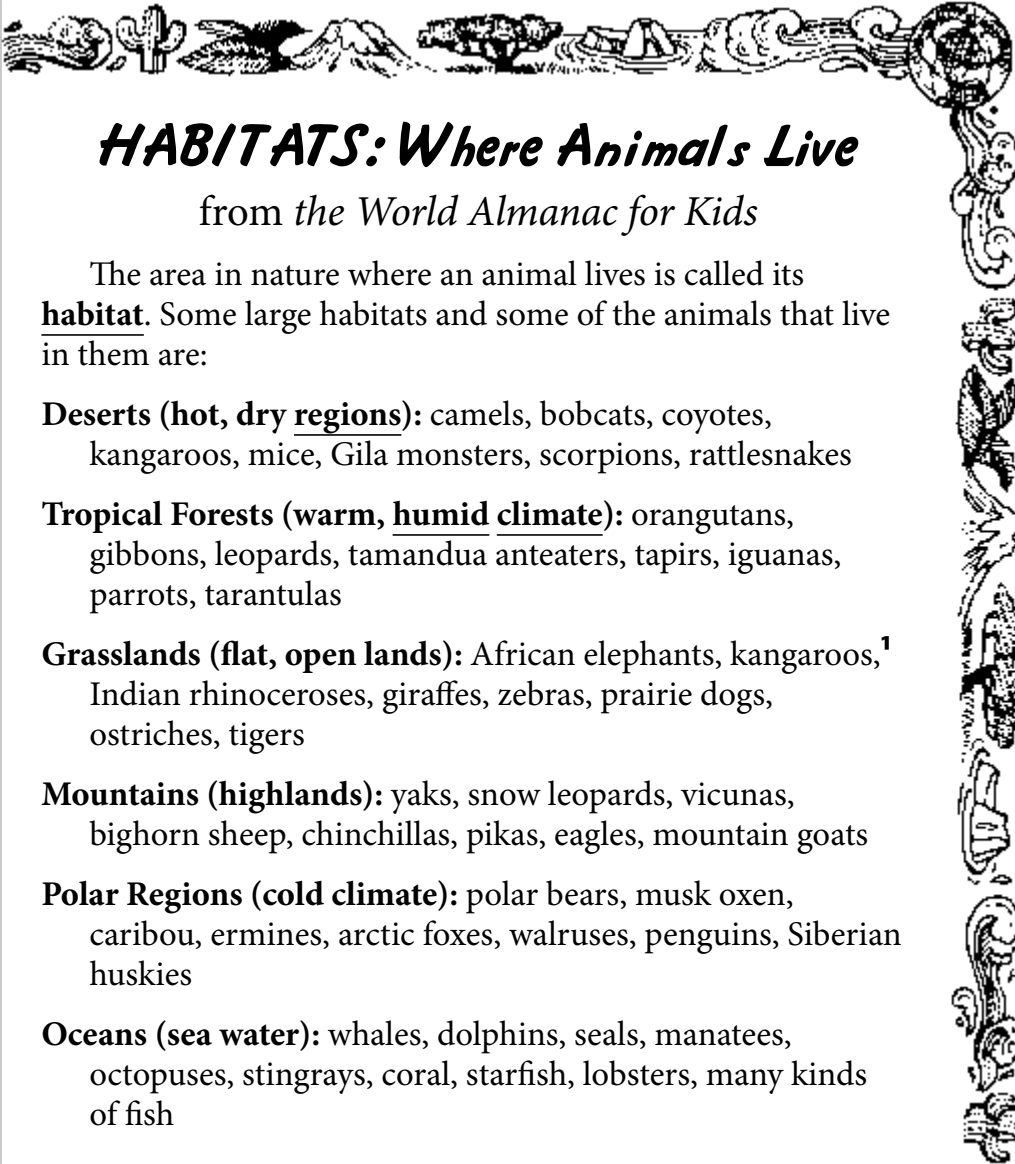 HABITATS: Where Animals Live
from the World Almanac for Kids
The area in nature where an animal lives is called its
habitat. Some large habitats and some of the animals that live
in them are:
Deserts (hot, dry regions): camels, bobcats, coyotes,
kangaroos, mice, Gila monsters, scorpions, rattlesnakes
Tropical Forests (warm, humid climate): orangutans,
gibbons, leopards, tamandua anteaters, tapirs, iguanas,
parrots, tarantulas
Grasslands (flat, open lands): African elephants, kangaroos,¹
Indian rhinoceroses, giraffes, zebras, prairie dogs,
ostriches, tigers
Mountains (highlands): yaks, snow leopards, vicunas,
bighorn sheep, chinchillas, pikas, eagles, mountain goats
Polar Regions (cold climate): polar bears, musk oxen,
caribou, ermines, arctic foxes, walruses, penguins, Siberian
huskies
Oceans (sea water): whales, dolphins, seals, manatees,
octopuses, stingrays, coral, starfish, lobsters, many kinds
of fish